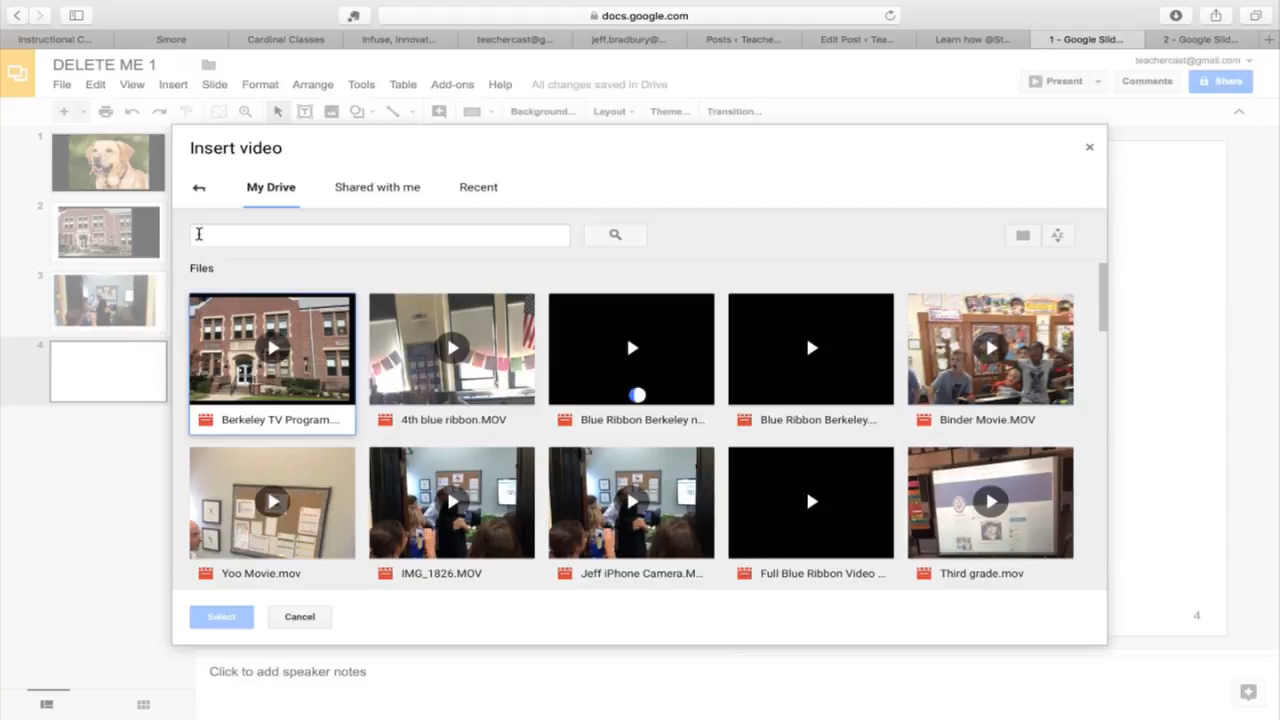 docs.google.com
Instructional C...
Smore
Cardinal Classes
Infuse, Innovat...
teachercast@g...
jeff.bradbury@...
Posts ‹ Teache...
Edit Post ‹ Tea...
Learn how @St...
1 - Google Slid...
2 - Google Slid...
DELETE ME 1
teachercast@gmail.com
File Edit View Insert Slide Format Arrange Tools Table Add-ons Help All changes saved in Drive
Present
Comments
Share
Background...
Layout
Theme...
Transition...
1
2
3
4
Insert video
My Drive
Shared with me
Recent
Files
Berkeley TV Program....
4th blue ribbon.MOV
Blue Ribbon Berkeley n...
Blue Ribbon Berkeley....
Binder Movie.MOV
Yoo Movie.mov
IMG_1826.MOV
Jeff iPhone Camera.M...
Full Blue Ribbon Video ...
Third grade.mov
Select
Cancel
4
Click to add speaker notes